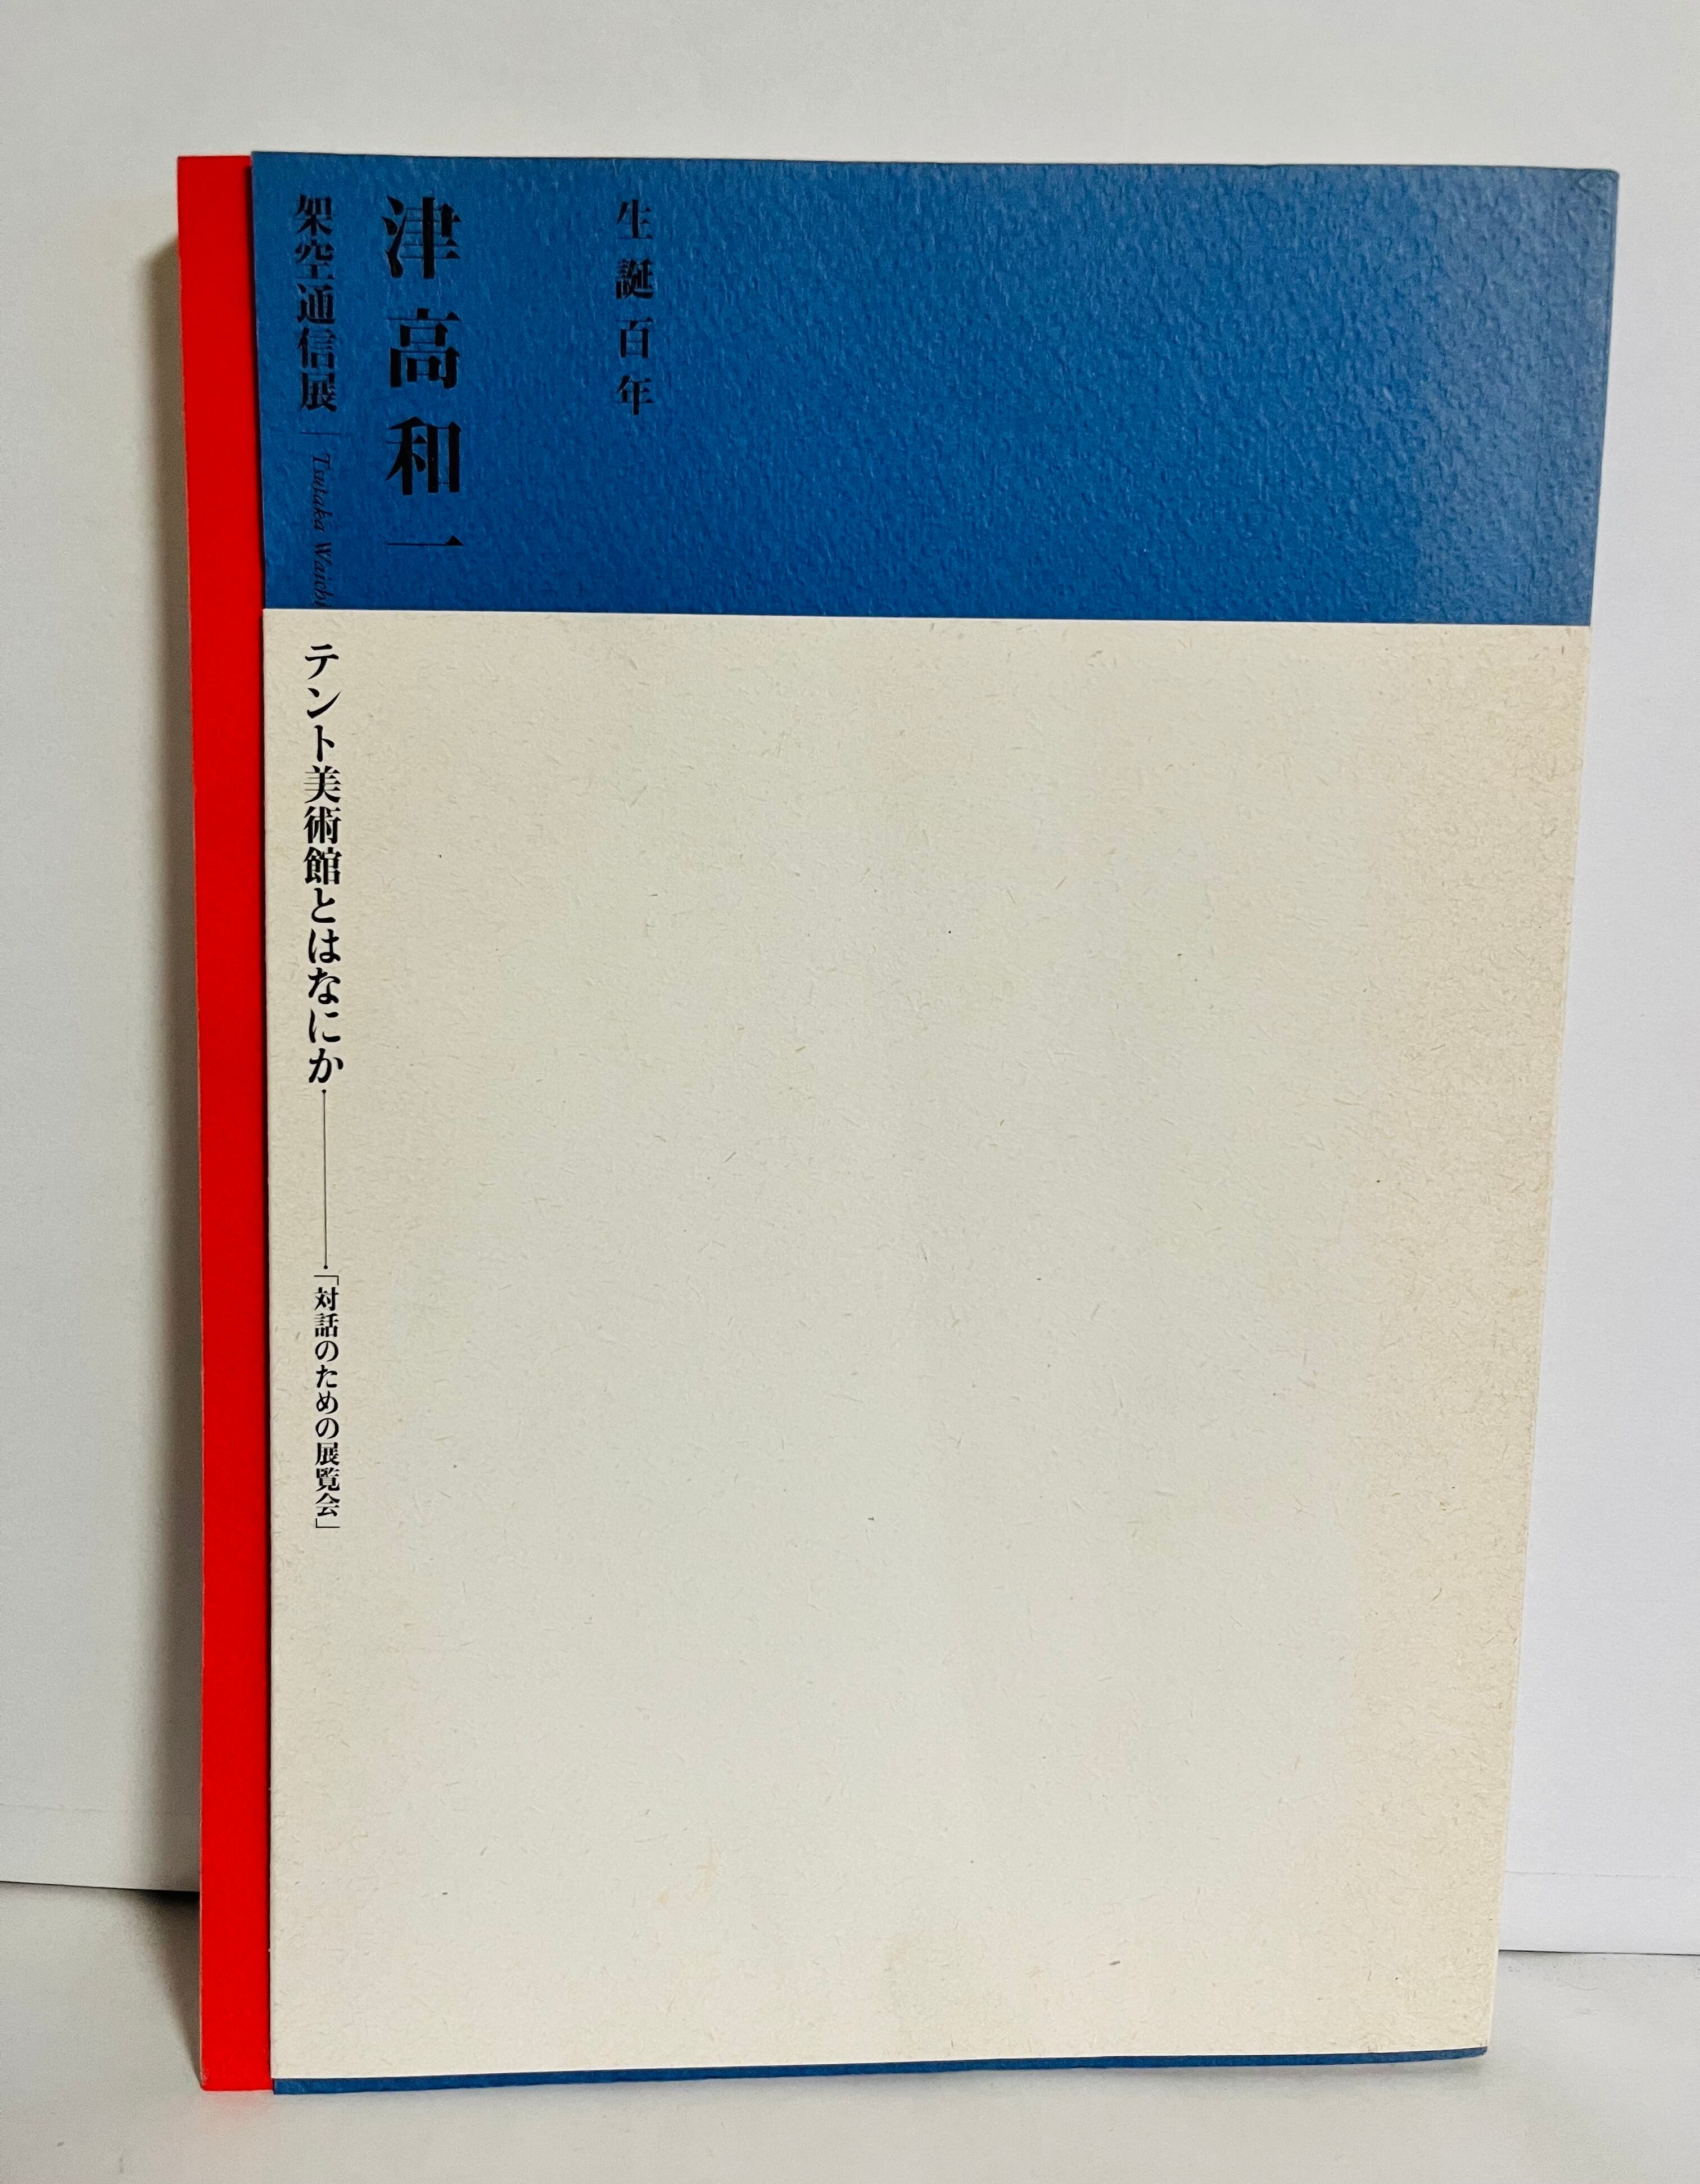 生誕百年
津高和一
架空通信展 Tsutaka Waichi
テント美術館とはなにか
「対話のための展覧会」